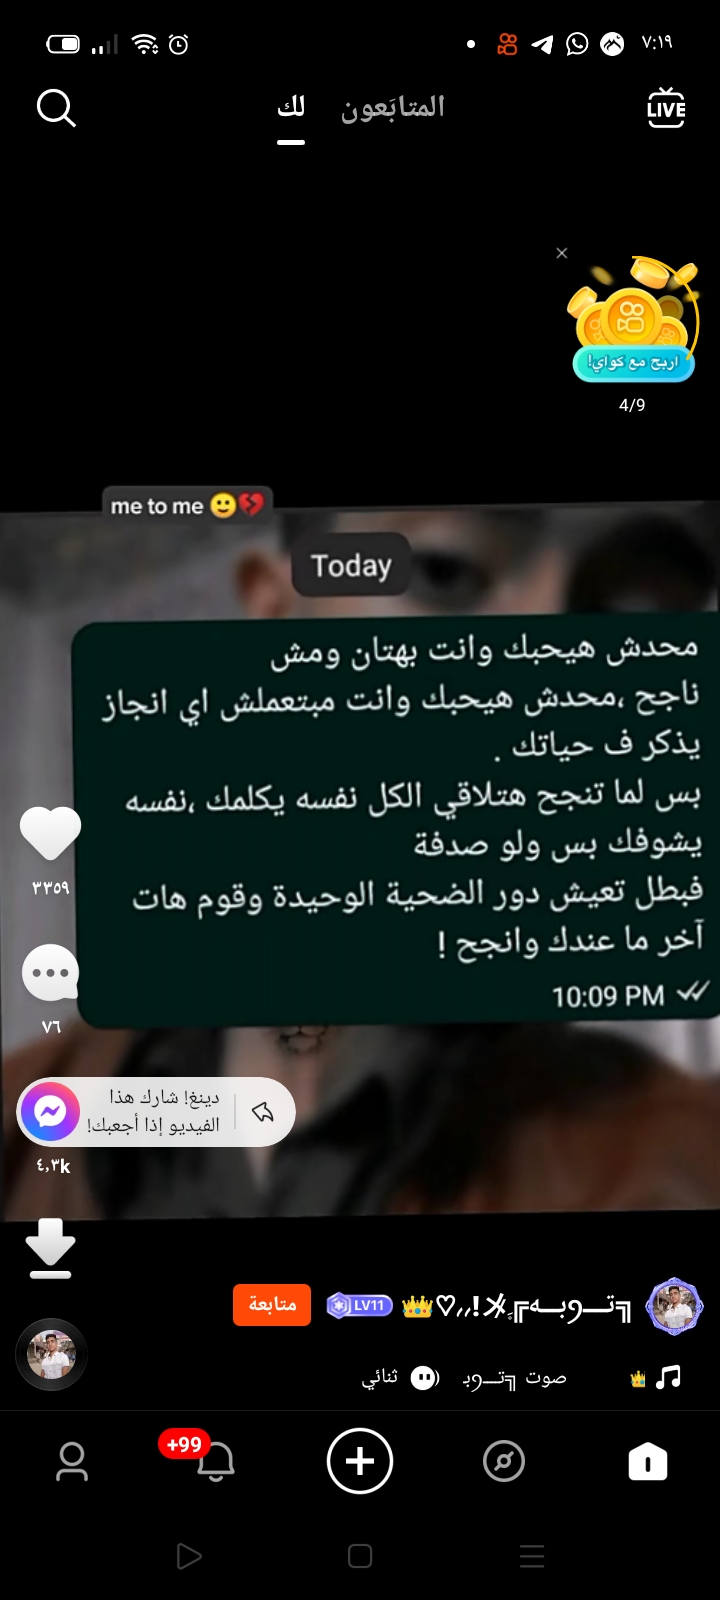 ٧:١٩
المتابَعون
لك
LIVE
اربح مع كواي!
4/9
me to me 🙂💔
Today
محدش هيحبك وانت بهتان ومش
ناجح ،محدش هيحبك وانت مبتعملش اي انجاز
يذكر ف حياتك .
بس لما تنجح هتلاقي الكل نفسه يكلمك ،نفسه
يشوفك بس ولو صدفة
فبطل تعيش دور الضحية الوحيدة وقوم هات
آخر ما عندك وانجح !
10:09 PM
٣٣٥٩
٧٦
دينغ! شارك هذا
الفيديو إذا أجعبك!
٤,٣k
LV11
متابعة
صوت
ثنائي
+99